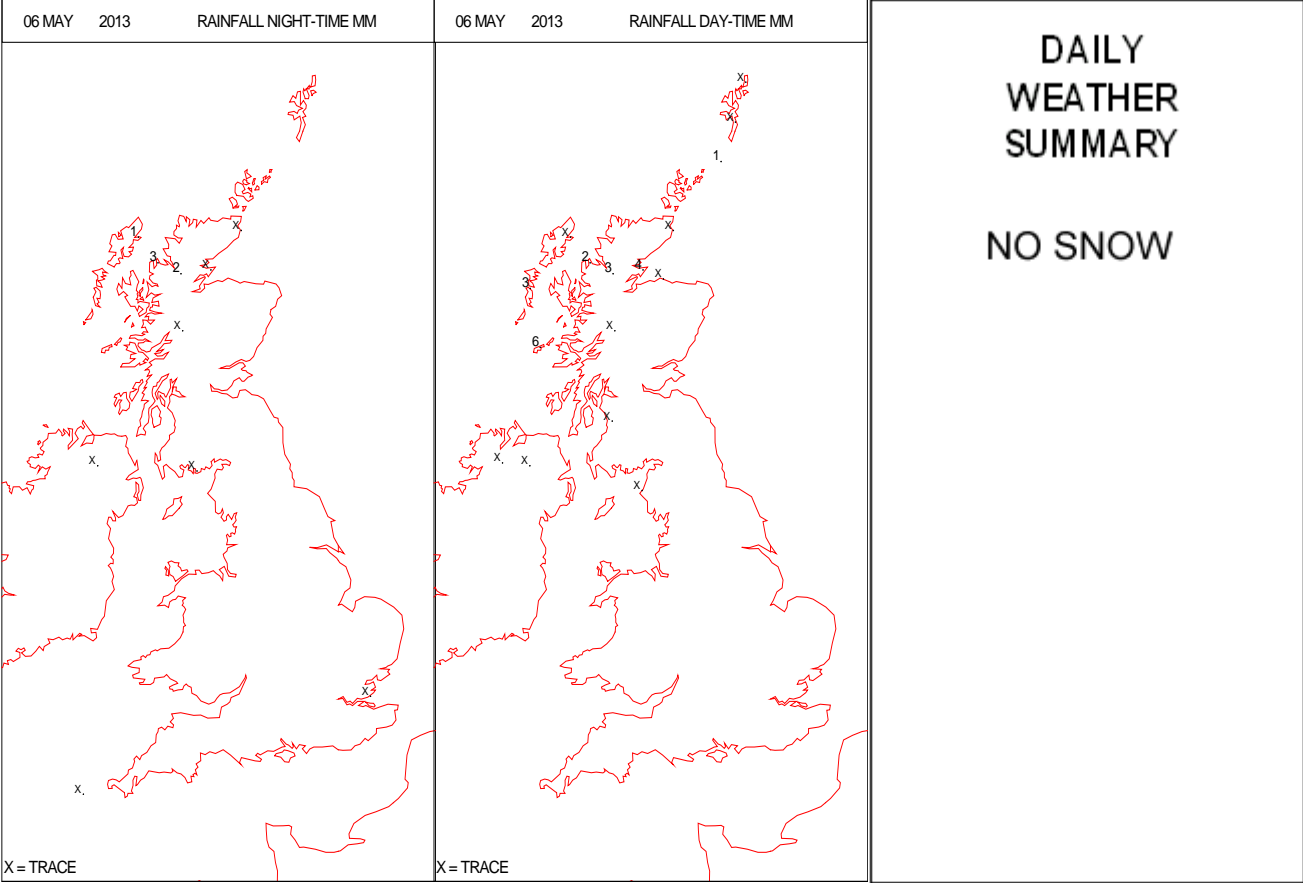 06 MAY 2013 RAINFALL NIGHT-TIME MM
X.
1.
3.
2.
X.
X.
X.
X.
X.
X.
X = TRACE
06 MAY 2013 RAINFALL DAY-TIME MM
X.
X.
1.
X.
X.
2.
3.
4.
X.
3.
X.
6.
X.
X.
X.
X.
X = TRACE
DAILY
WEATHER
SUMMARY
NO SNOW